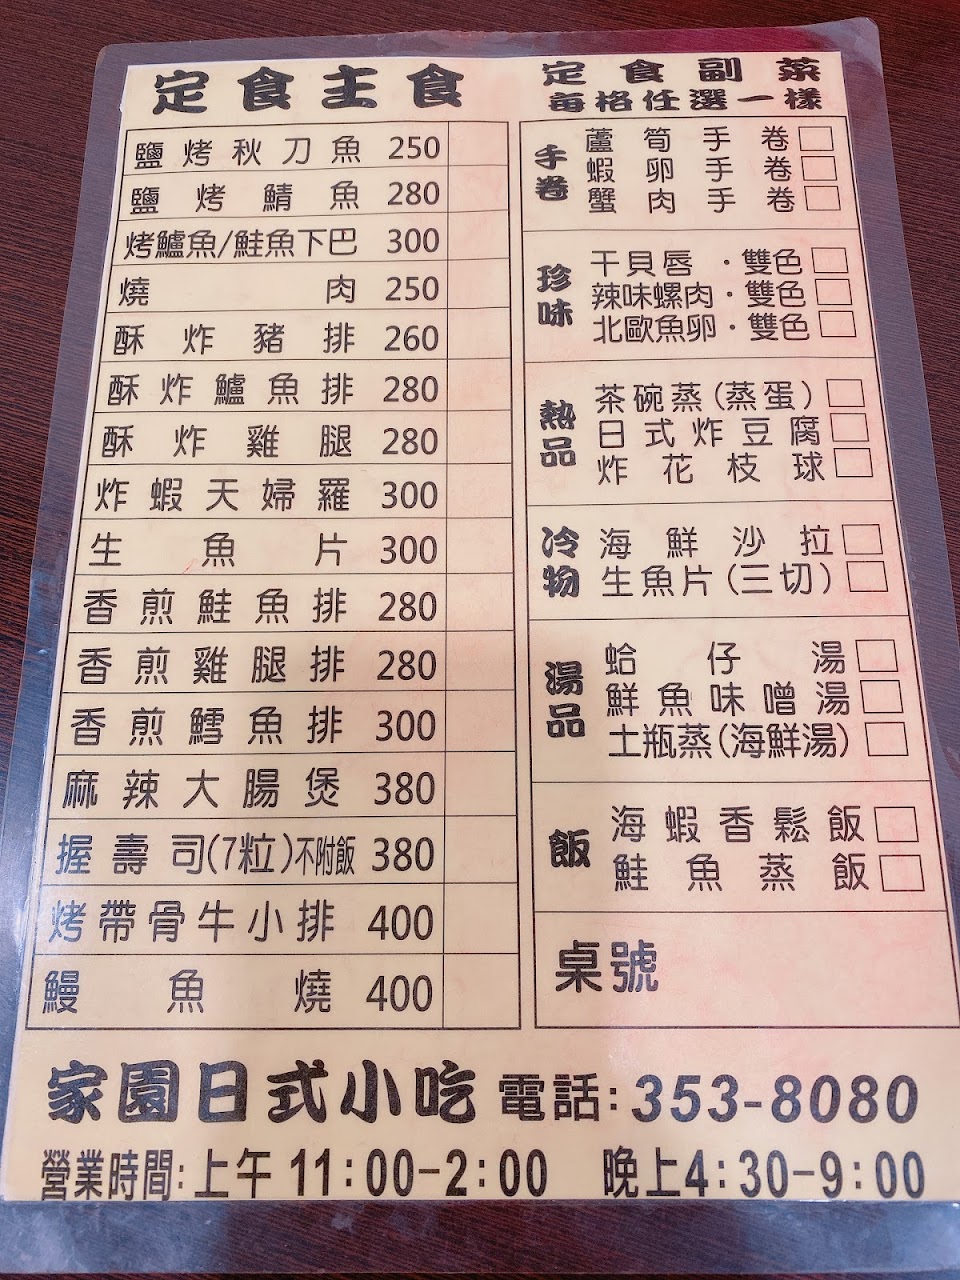 定食主食
鹽烤秋刀魚 250
鹽烤鯖魚 280
烤鱸魚/鮭魚下巴 300
燒肉 250
酥炸豬排 260
酥炸鱸魚排 280
酥炸雞腿 280
炸蝦天婦羅 300
生魚片 300
香煎鮭魚排 280
香煎雞腿排 280
香煎鱈魚排 300
麻辣大腸煲 380
握壽司(7粒)不附飯 380
烤帶骨牛小排 400
鰻魚燒 400
定食副菜
每格任選一樣
手卷
蘆筍手卷
蝦卵手卷
蟹肉手卷
珍味
干貝唇・雙色
辣味螺肉・雙色
北歐魚卵・雙色
熱品
茶碗蒸(蒸蛋)
日式炸豆腐
炸花枝球
冷物
海鮮沙拉
生魚片(三切)
湯品
蛤仔湯
鮮魚味噌湯
土瓶蒸(海鮮湯)
飯
海蝦香鬆飯
鮭魚蒸飯
桌號
家園日式小吃 電話:353-8080
營業時間:上午 11:00-2:00 晚上4:30-9:00